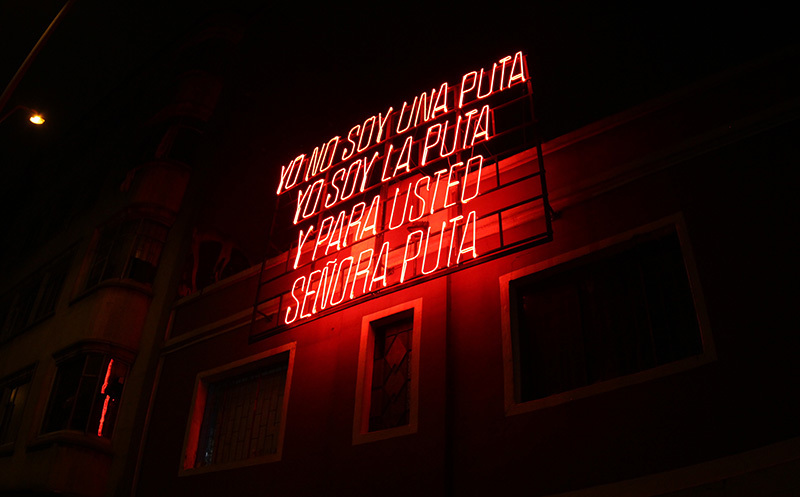 YO NO SOY UNA PUTA
YO SOY LA PUTA
Y PARA USTED
SEÑORA PUTA